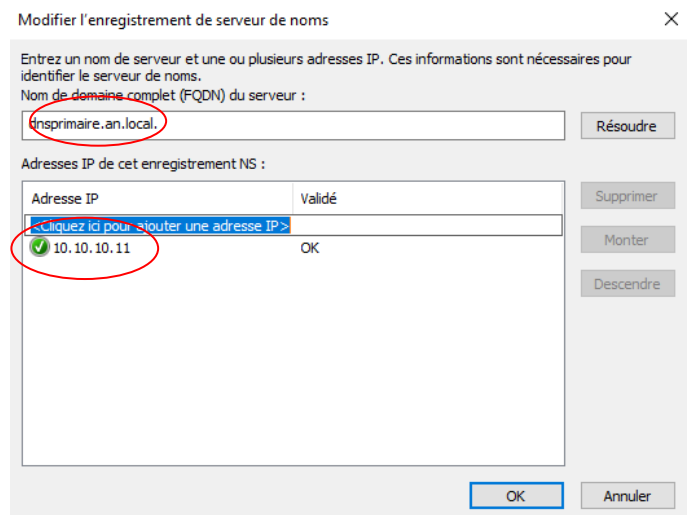 Modifier l'enregistrement de serveur de noms
Entrez un nom de serveur et une ou plusieurs adresses IP. Ces informations sont nécessaires pour
identifier le serveur de noms.
Nom de domaine complet (FQDN) du serveur :
dnsprimaire.an.local.
Résoudre
Adresses IP de cet enregistrement NS :
Adresse IP Validé
<Cliquez ici pour ajouter une adresse IP>
10.10.10.11 OK
Supprimer
Monter
Descendre
OK Annuler